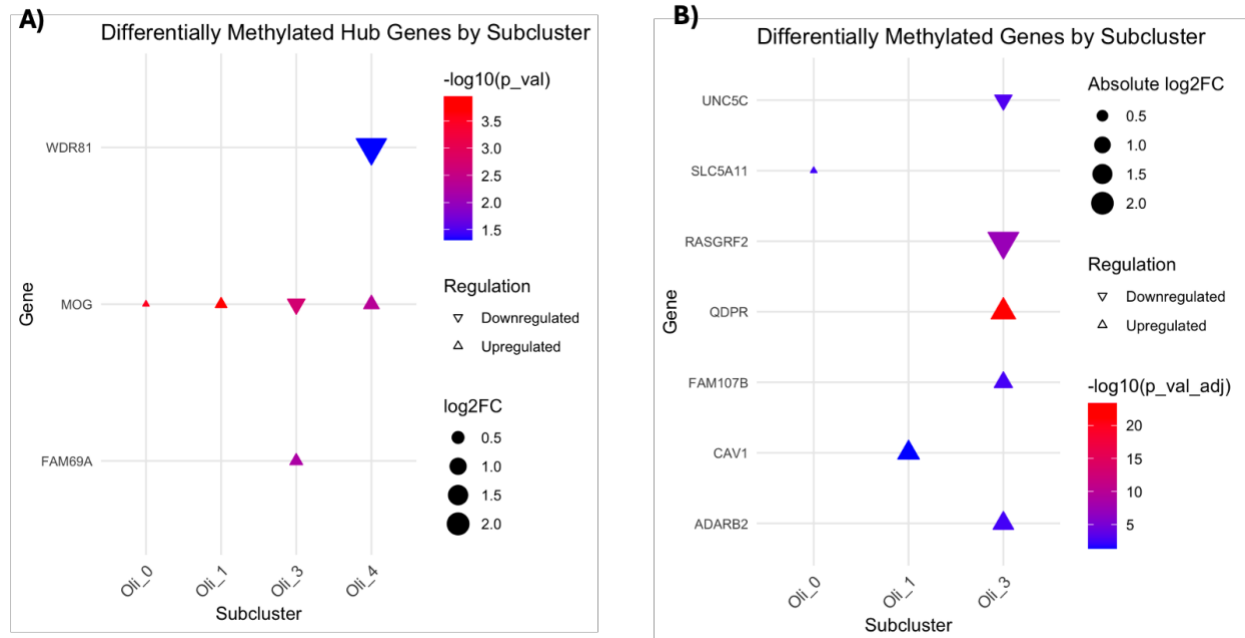 A)
Differentially Methylated Hub Genes by Subcluster
Gene
WDR81
MOG
FAM69A
Oli_0 Oli_1 Oli_3 Oli_4
Subcluster
-log10(p_val)
3.5
3.0
2.5
2.0
1.5
Regulation
Downregulated
Upregulated
log2FC
0.5
1.0
1.5
2.0
B)
Differentially Methylated Genes by Subcluster
Gene
UNC5C
SLC5A11
RASGRF2
QDPR
FAM107B
CAV1
ADARB2
Oli_0 Oli_1 Oli_3
Subcluster
Absolute log2FC
0.5
1.0
1.5
2.0
Regulation
Downregulated
Upregulated
-log10(p_val_adj)
20
15
10
5